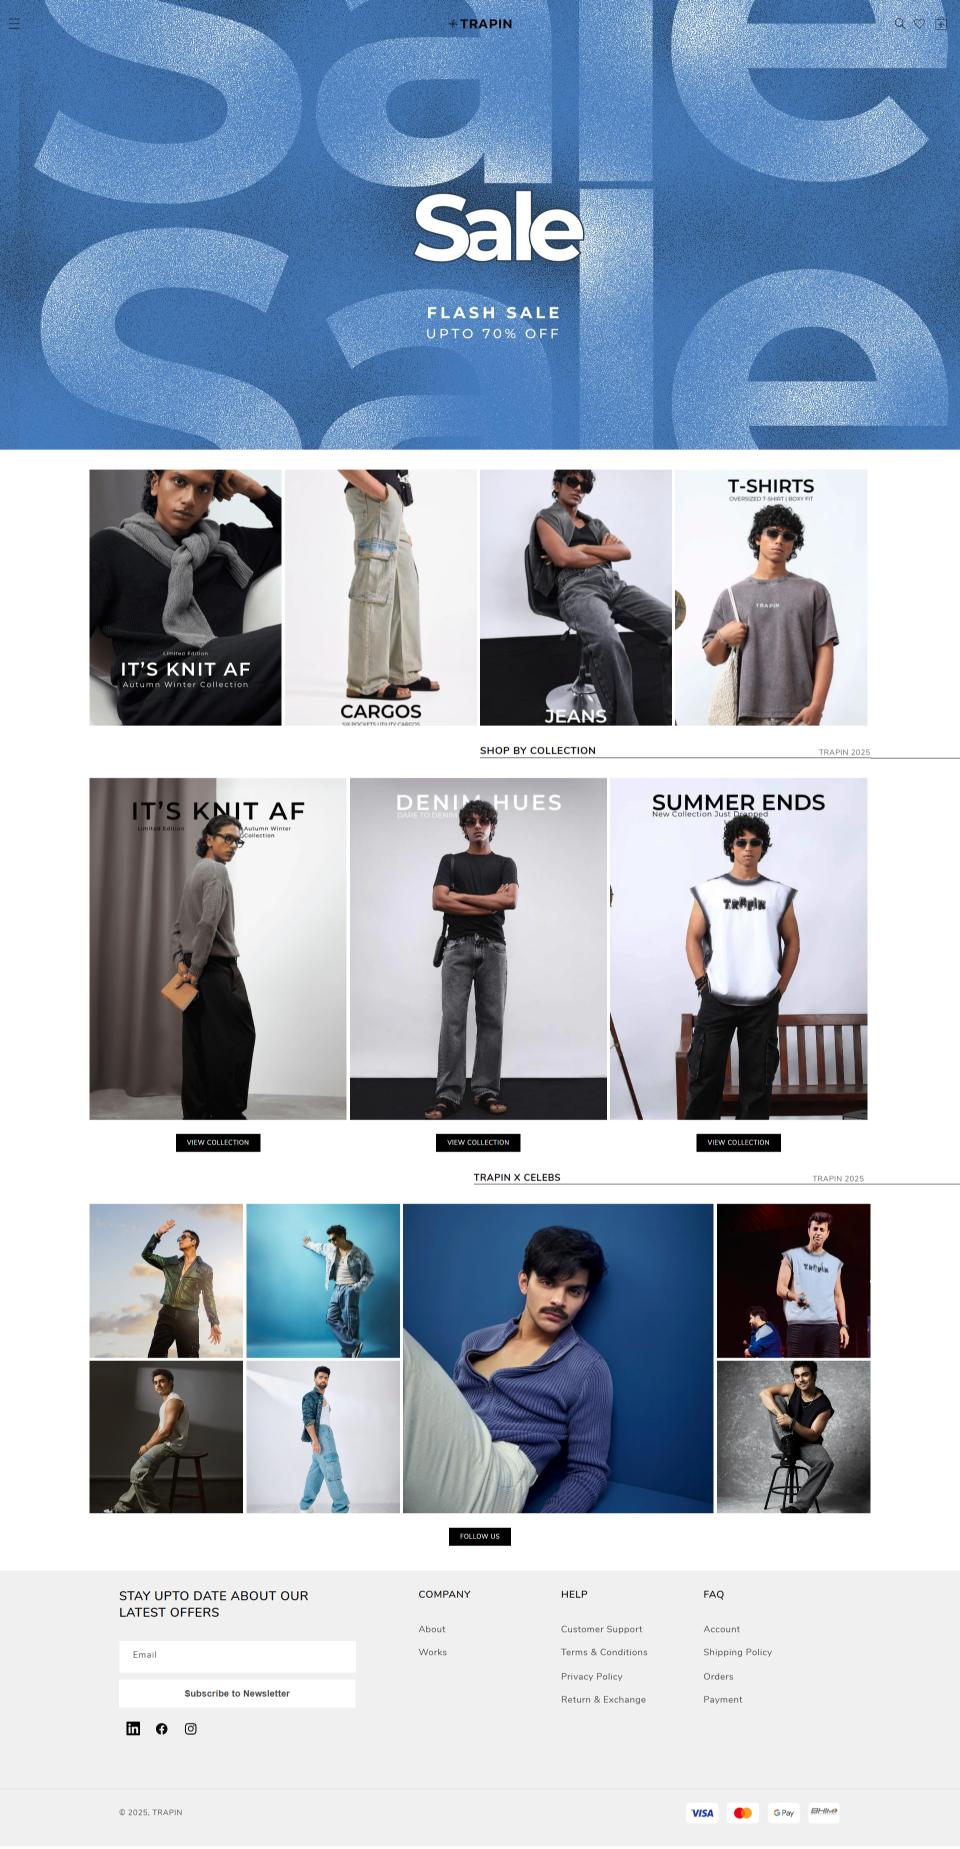 TRAPIN
Sale
Sale
Sale
FLASH SALE
UPTO 70% OFF
Limited Edition
IT'S KNIT AF
Autumn Winter Collection
CARGOS
SIX POCKETS UTILITY CARGOS
JEANS
T-SHIRTS
OVERSIZED T-SHIRT | BOXY FIT
TRAPIN
SHOP BY COLLECTION
TRAPIN 2025
IT'S KNIT AF
Limited Edition
Autumn Winter
Collection
DENIM HUES
DARE TO DENIM
SUMMER ENDS
New Collection Just Dropped
TRAPIN
VIEW COLLECTION
VIEW COLLECTION
VIEW COLLECTION
TRAPIN X CELEBS
TRAPIN 2025
TRAPIN
FOLLOW US
STAY UPTO DATE ABOUT OUR
LATEST OFFERS
Email
Subscribe to Newsletter
COMPANY
About
Works
HELP
Customer Support
Terms & Conditions
Privacy Policy
Return & Exchange
FAQ
Account
Shipping Policy
Orders
Payment
© 2025, TRAPIN
VISA
G Pay
BHIM